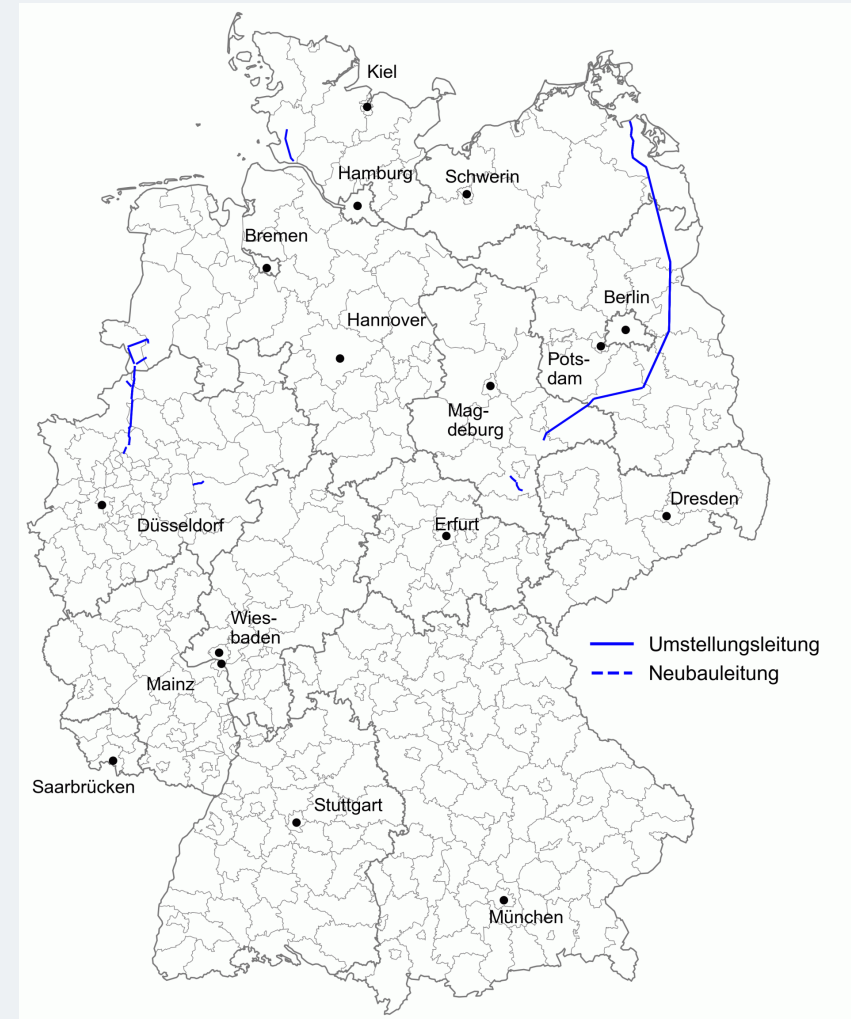 Kiel
Hamburg
Schwerin
Bremen
Berlin
Hannover
Pots-
dam
Mag-
deburg
Dresden
Düsseldorf
Erfurt
Wies-
baden
Umstellungsleitung
Neubauleitung
Mainz
Saarbrücken
Stuttgart
München